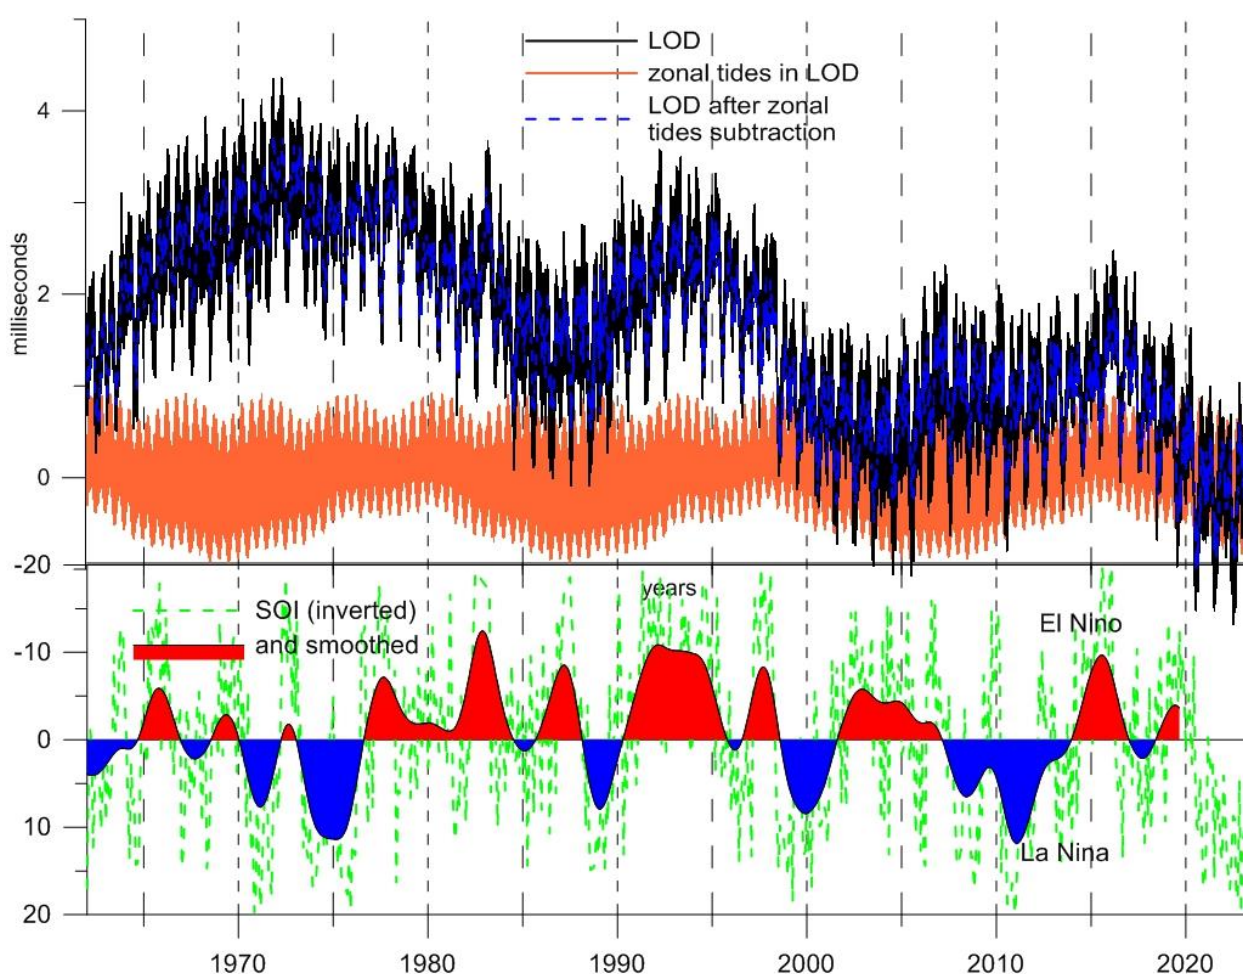 LOD
zonal tides in LOD
LOD after zonal
tides subtraction
4
2
0
milliseconds
-20
years
SOI (inverted)
and smoothed
El Nino
-10
0
10
La Nina
20
1970 1980 1990 2000 2010 2020